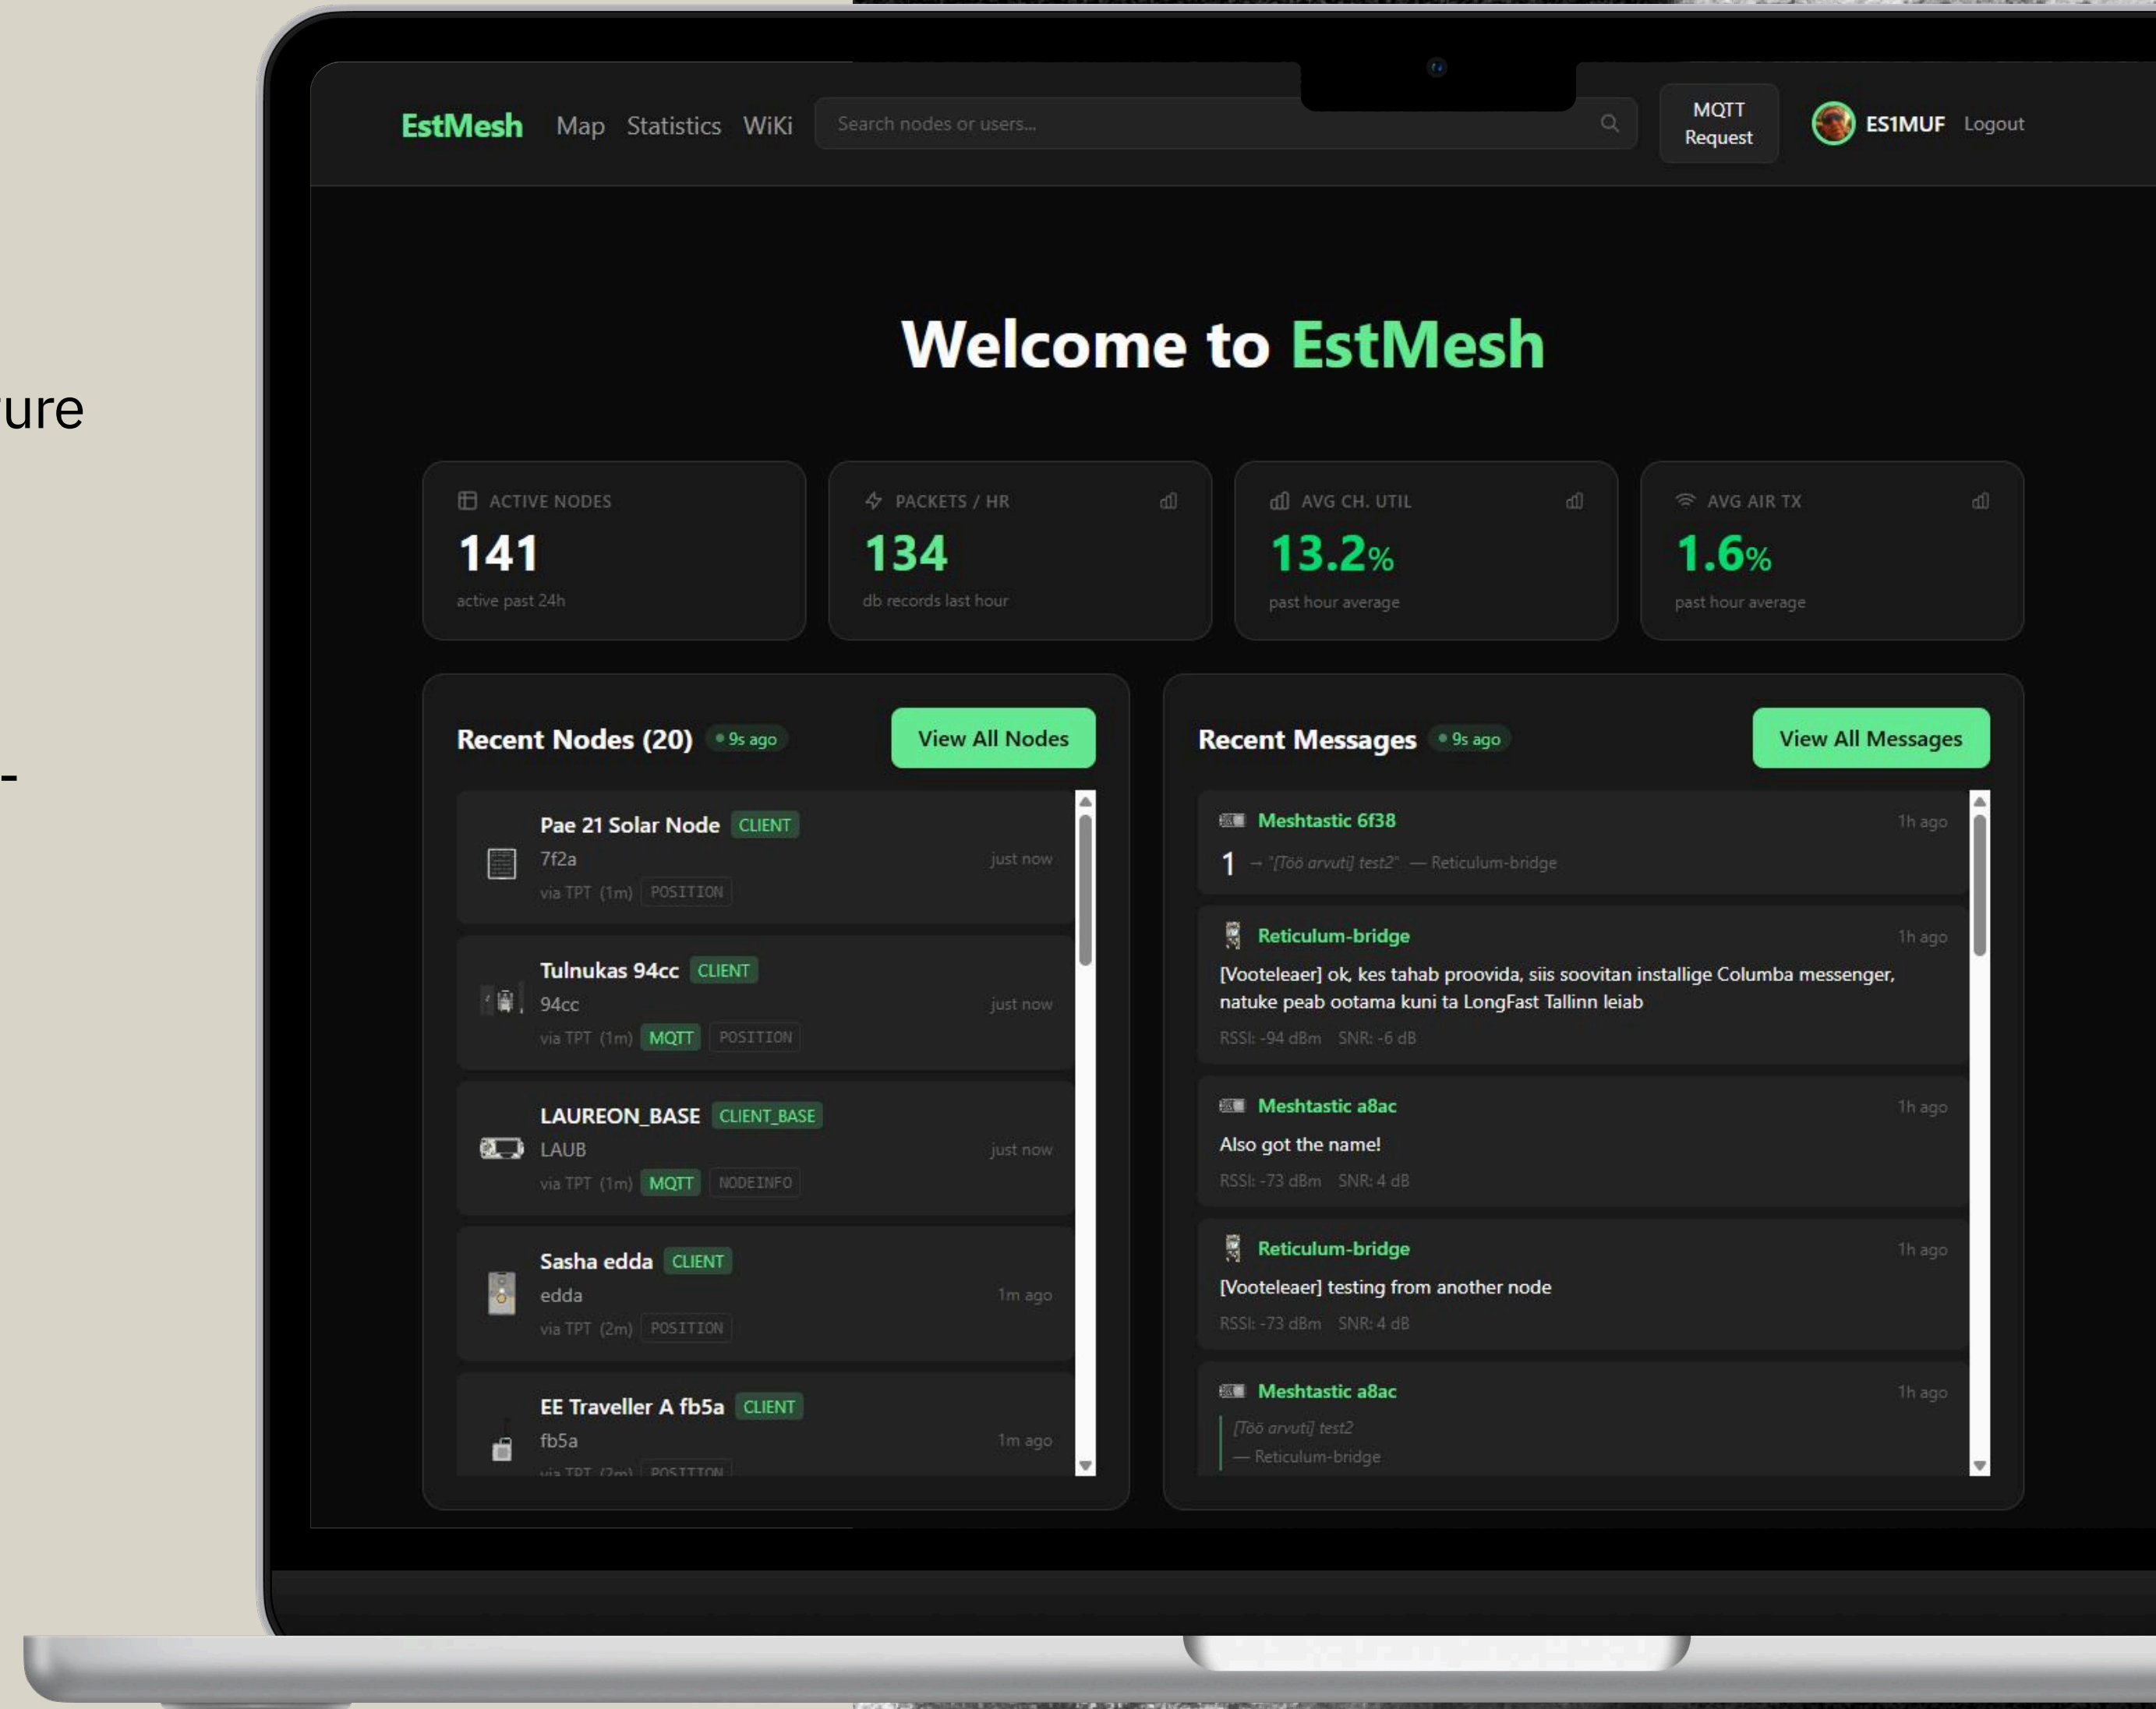 ure
-
EstMesh Map Statistics WiKi Search nodes or users... MQTT Request ES1MUF Logout
Welcome to EstMesh
ACTIVE NODES
141
active past 24h
PACKETS / HR
134
db records last hour
AVG CH. UTIL
13.2%
past hour average
AVG AIR TX
1.6%
past hour average
Recent Nodes (20) 9s ago View All Nodes
Pae 21 Solar Node CLIENT
7f2a just now
via TPT (1m) POSITION
Tulnukas 94cc CLIENT
94cc just now
via TPT (1m) MQTT POSITION
LAUREON_BASE CLIENT_BASE
LAUB just now
via TPT (1m) MQTT NODEINFO
Sasha edda CLIENT
edda 1m ago
via TPT (2m) POSITION
EE Traveller A fb5a CLIENT
fb5a 1m ago
via TPT (2m) POSITION
Recent Messages 9s ago View All Messages
Meshtastic 6f38 1h ago
1 → "[Töö arvuti] test2" — Reticulum-bridge
Reticulum-bridge 1h ago
[Vooteleaer] ok, kes tahab proovida, siis soovitan installige Columba messenger,
natuke peab ootama kuni ta LongFast Tallinn leiab
RSSI: -94 dBm SNR: -6 dB
Meshtastic a8ac 1h ago
Also got the name!
RSSI: -73 dBm SNR: 4 dB
Reticulum-bridge 1h ago
[Vooteleaer] testing from another node
RSSI: -73 dBm SNR: 4 dB
Meshtastic a8ac 1h ago
[Töö arvuti] test2
— Reticulum-bridge